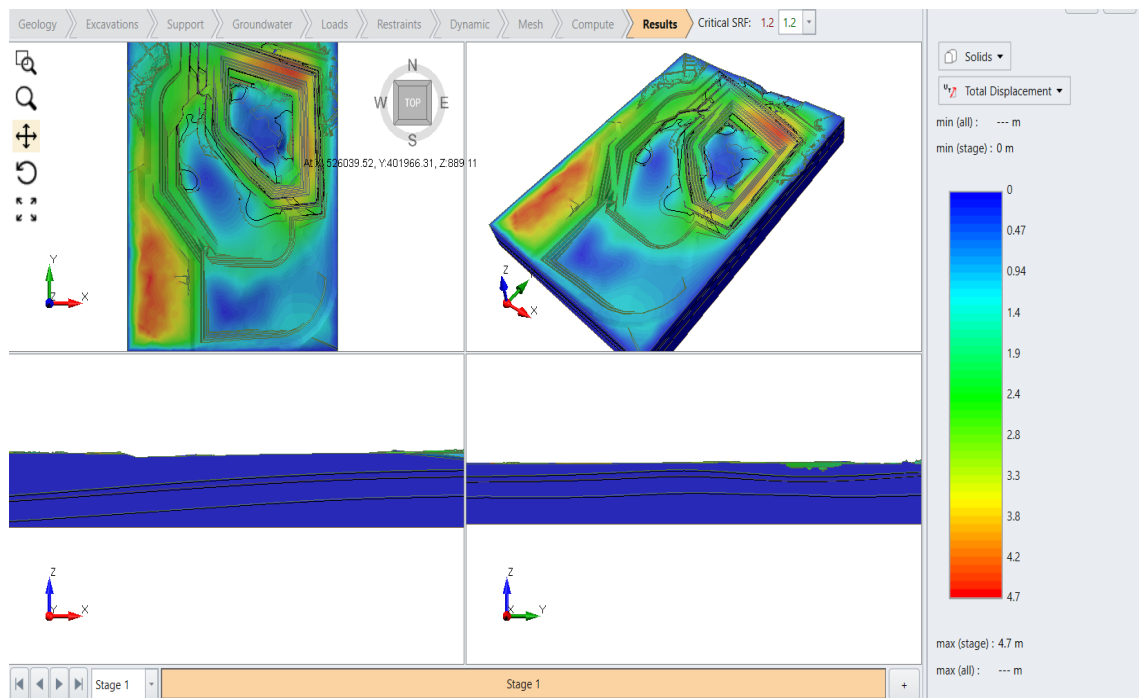 Geology Excavations Support Groundwater Loads Restraints Dynamic Mesh Compute Results Critical SRF: 1.2 1.2
Solids
Total Displacement
min (all) : --- m
min (stage) : 0 m
N
W TOP E
S
At X: 526039.52, Y:401966.31, Z:889.11
0
0.47
0.94
1.4
1.9
2.4
2.8
3.3
3.8
4.2
4.7
Y
Z X
Z
Y
X
Z
Y X
Z
X Y
max (stage) : 4.7 m
max (all) : --- m
Stage 1 Stage 1 +